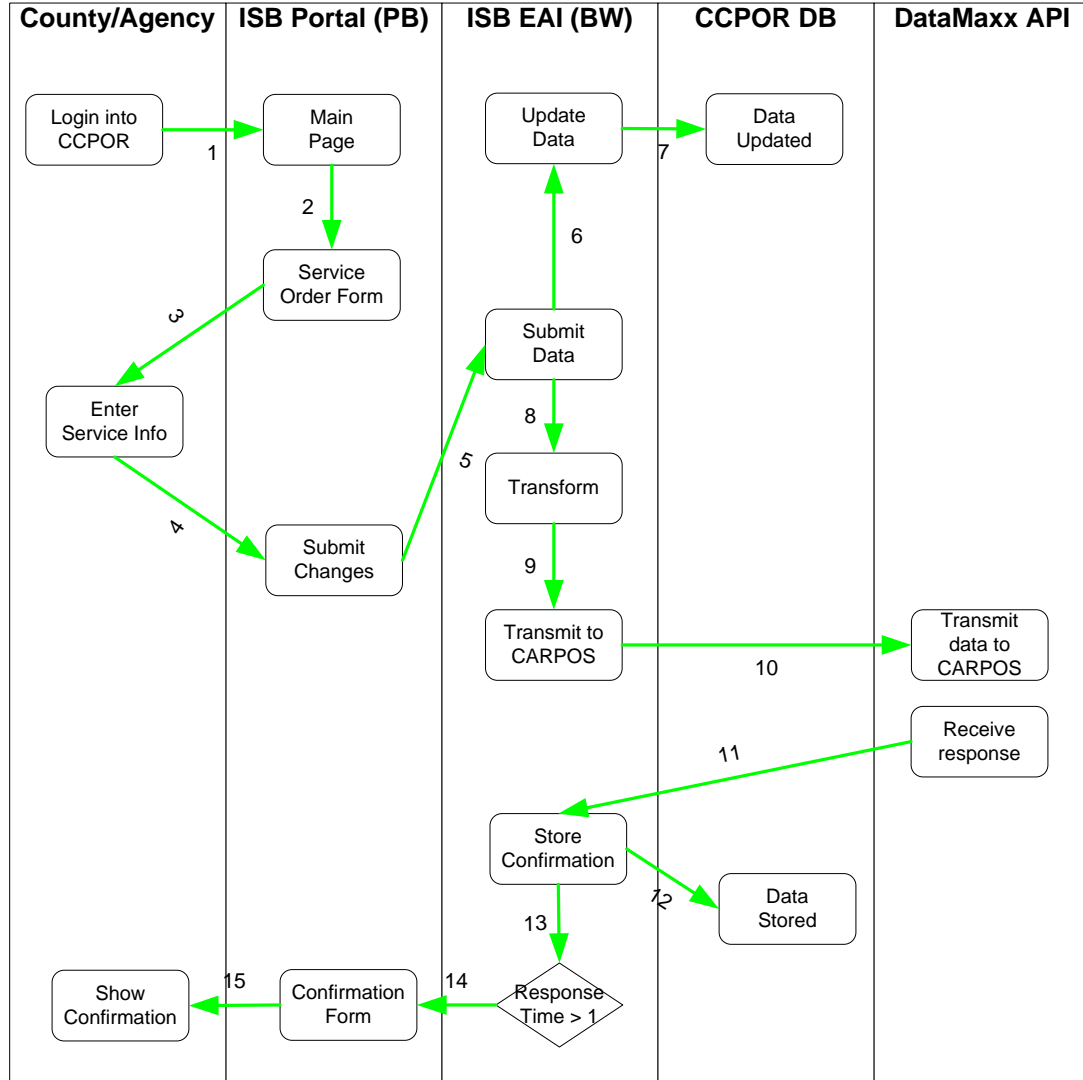 County/Agency
ISB Portal (PB)
ISB EAI (BW)
CCPOR DB
DataMaxx API
Login into
CCPOR
1
Main
Page
Update
Data
7
Data
Updated
2
6
Service
Order Form
3
Submit
Data
Enter
Service Info
8
5
4
Transform
Submit
Changes
9
Transmit to
CARPOS
10
Transmit
data to
CARPOS
11
Receive
response
Store
Confirmation
12
Data
Stored
13
Show
Confirmation
15
Confirmation
Form
14
Response
Time > 1